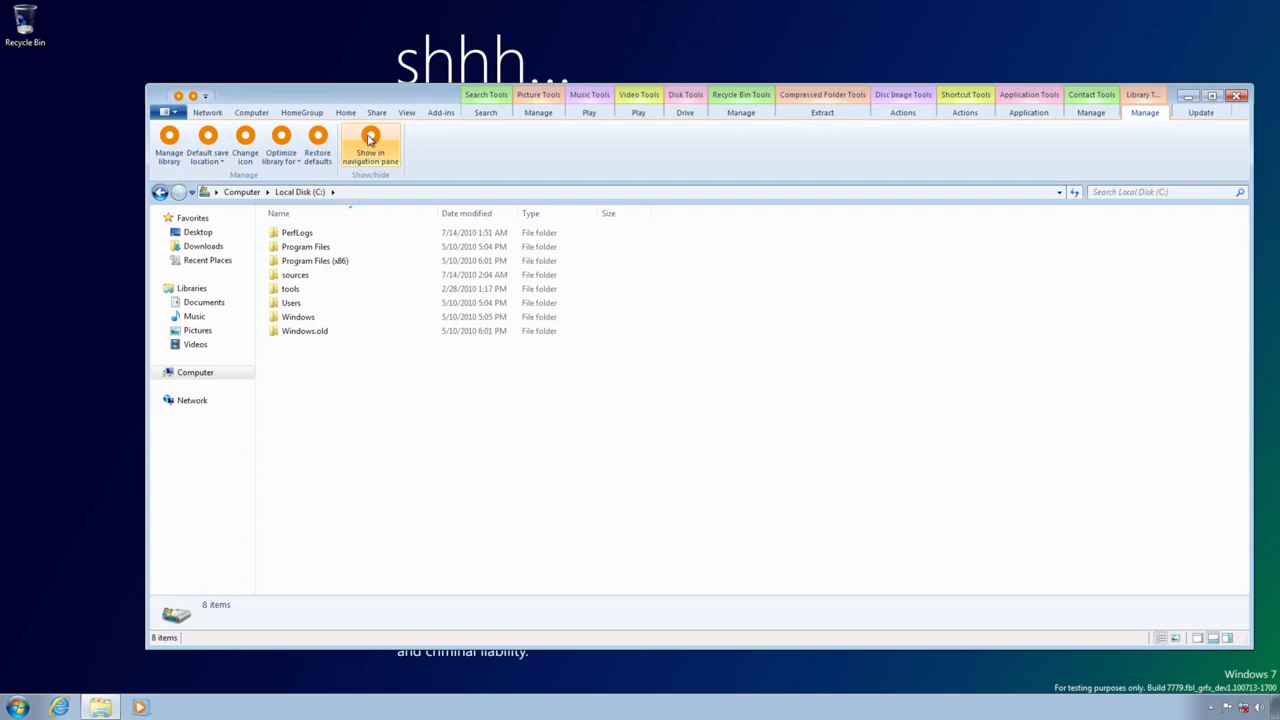 Recycle Bin
shhh...
Search Tools Picture Tools Music Tools Video Tools Disk Tools Recycle Bin Tools Compressed Folder Tools Disc Image Tools Shortcut Tools Application Tools Contact Tools Library T...
Network Computer HomeGroup Home Share View Add-ins Search Manage Play Play Drive Manage Extract Actions Actions Application Manage Manage Update
Manage library
Default save location
Change icon
Optimize library for
Restore defaults
Show in navigation pane
Manage Show/hide
Computer Local Disk (C:) Search Local Disk (C:)
Name Date modified Type Size
Favorites
Desktop
Downloads
Recent Places
Libraries
Documents
Music
Pictures
Videos
Computer
Network
PerfLogs 7/14/2010 1:51 AM File folder
Program Files 5/10/2010 5:04 PM File folder
Program Files (x86) 5/10/2010 6:01 PM File folder
sources 7/14/2010 2:04 AM File folder
tools 2/28/2010 1:17 PM File folder
Users 5/10/2010 5:04 PM File folder
Windows 5/10/2010 5:05 PM File folder
Windows.old 5/10/2010 6:01 PM File folder
8 items
8 items
and criminal liability.
Windows 7
For testing purposes only. Build 7779.fbl_grfx_dev1.100713-1700